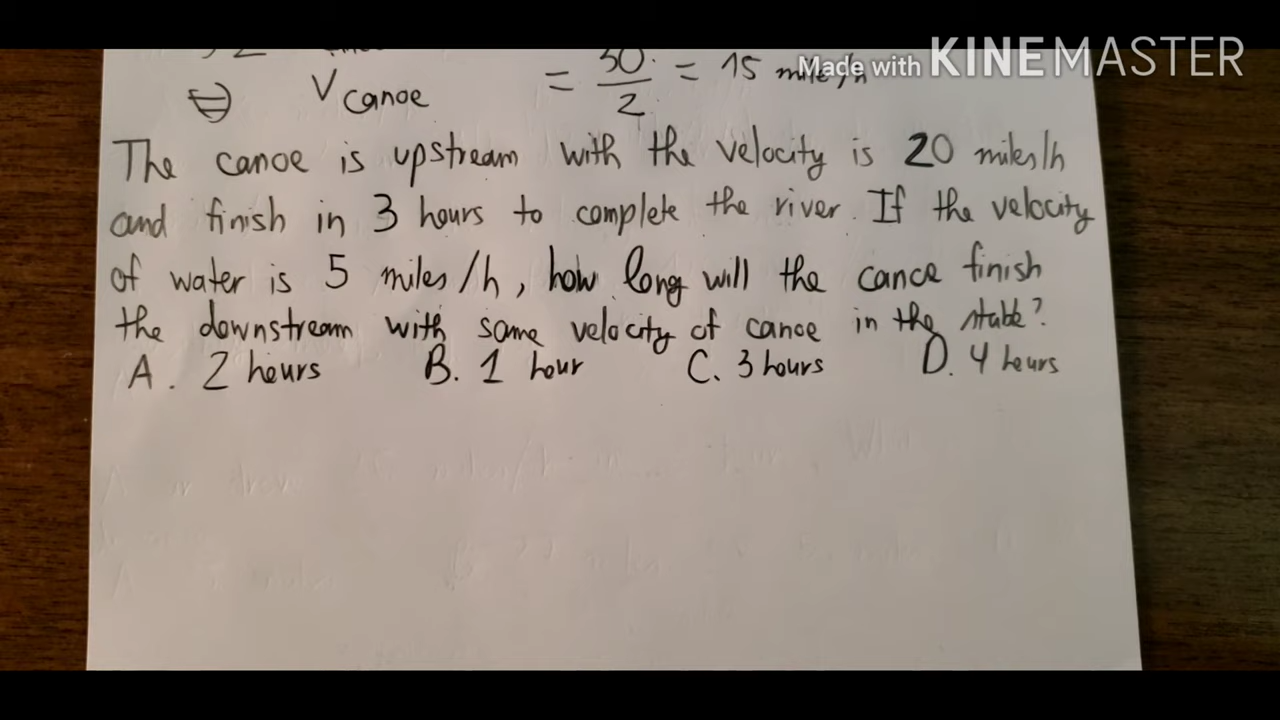 Made with KINEMASTER
V canoe = 30/2 = 15 mile/h
The canoe is upstream with the velocity is 20 miles/h
and finish in 3 hours to complete the river. If the velocity
of water is 5 miles/h, how long will the canoe finish
the downstream with same velocity of canoe in the stable?
A. 2 hours B. 1 hour C. 3 hours D. 4 hours